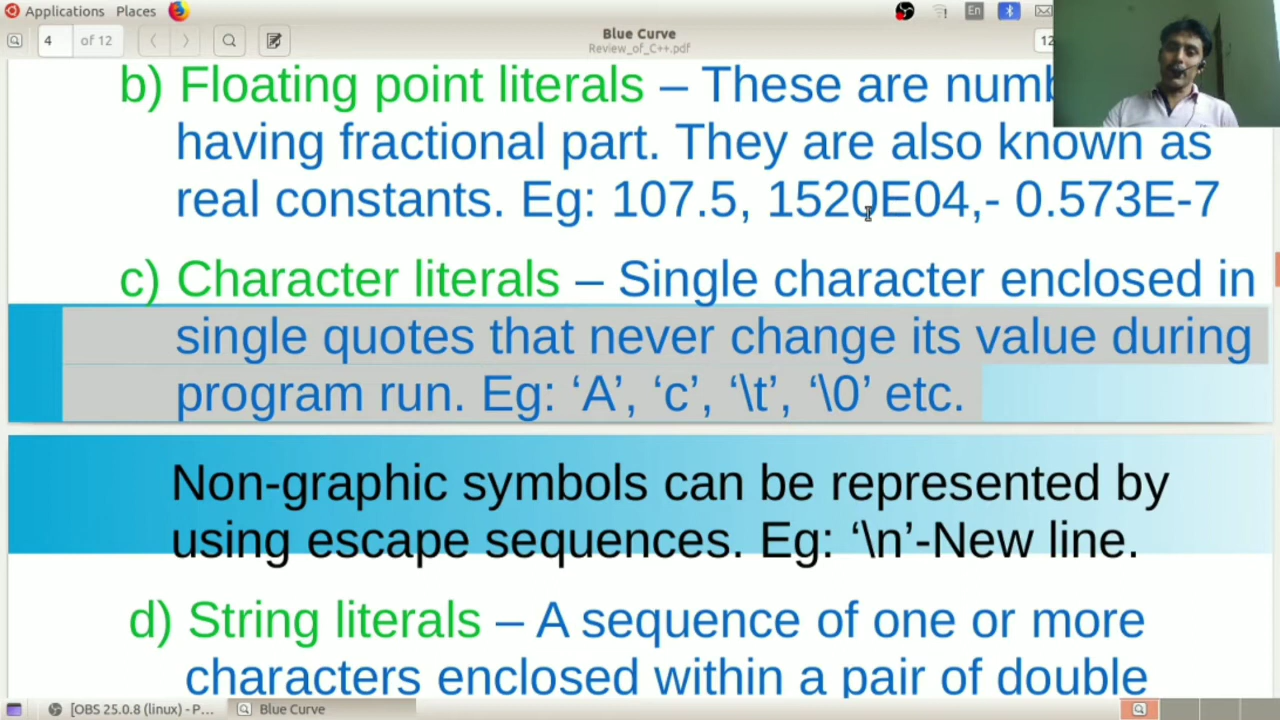 Applications Places
En
4 of 12
Blue Curve
Review_of_C++.pdf
12
b) Floating point literals – These are
having fractional part. They are also known as
real constants. Eg: 107.5, 1520E04,- 0.573E-7
c) Character literals – Single character enclosed in
single quotes that never change its value during
program run. Eg: ‘A’, ‘c’, ‘\t’, ‘\0’ etc.
Non-graphic symbols can be represented by
using escape sequences. Eg: ‘\n’-New line.
d) String literals – A sequence of one or more
characters enclosed within a pair of double
[OBS 25.0.8 (linux) - P... Blue Curve